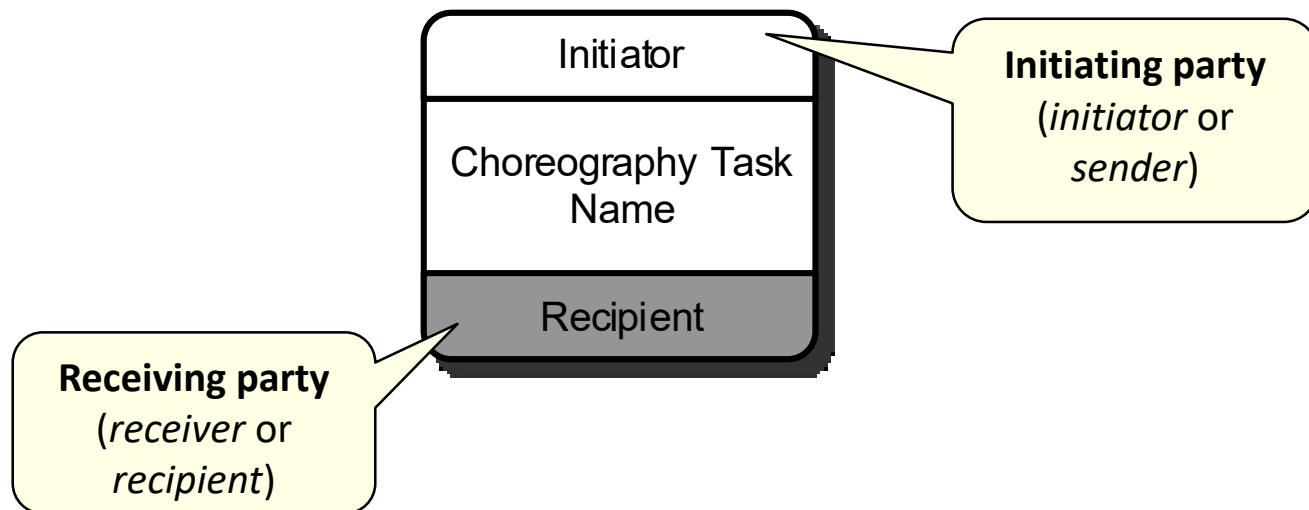 Initiator
Initiating party
(initiator or
sender)
Choreography Task
Name
Recipient
Receiving party
(receiver or
recipient)